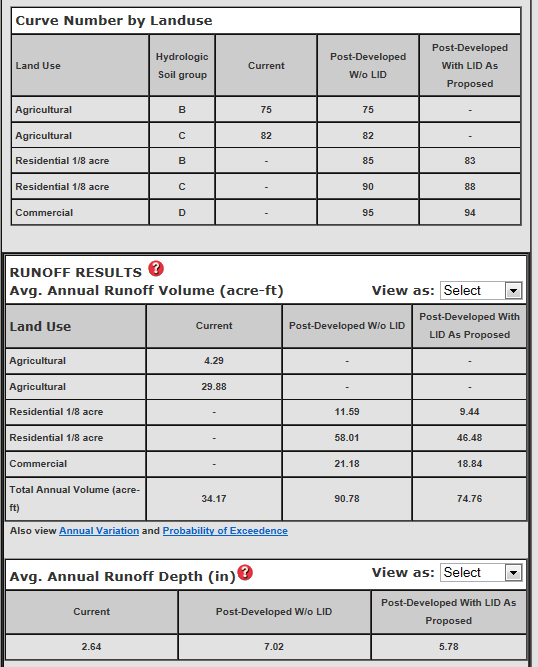 Curve Number by Landuse
Land Use Hydrologic Soil group Current Post-Developed W/o LID Post-Developed With LID As Proposed
Agricultural B 75 75 -
Agricultural C 82 82 -
Residential 1/8 acre B - 85 83
Residential 1/8 acre C - 90 88
Commercial D - 95 94
RUNOFF RESULTS ?
Avg. Annual Runoff Volume (acre-ft) View as: Select
Land Use Current Post-Developed W/o LID Post-Developed With LID As Proposed
Agricultural 4.29 - -
Agricultural 29.88 - -
Residential 1/8 acre - 11.59 9.44
Residential 1/8 acre - 58.01 46.48
Commercial - 21.18 18.84
Total Annual Volume (acre-ft) 34.17 90.78 74.76
Also view Annual Variation and Probability of Exceedence
Avg. Annual Runoff Depth (in) ? View as: Select
Current Post-Developed W/o LID Post-Developed With LID As Proposed
2.64 7.02 5.78